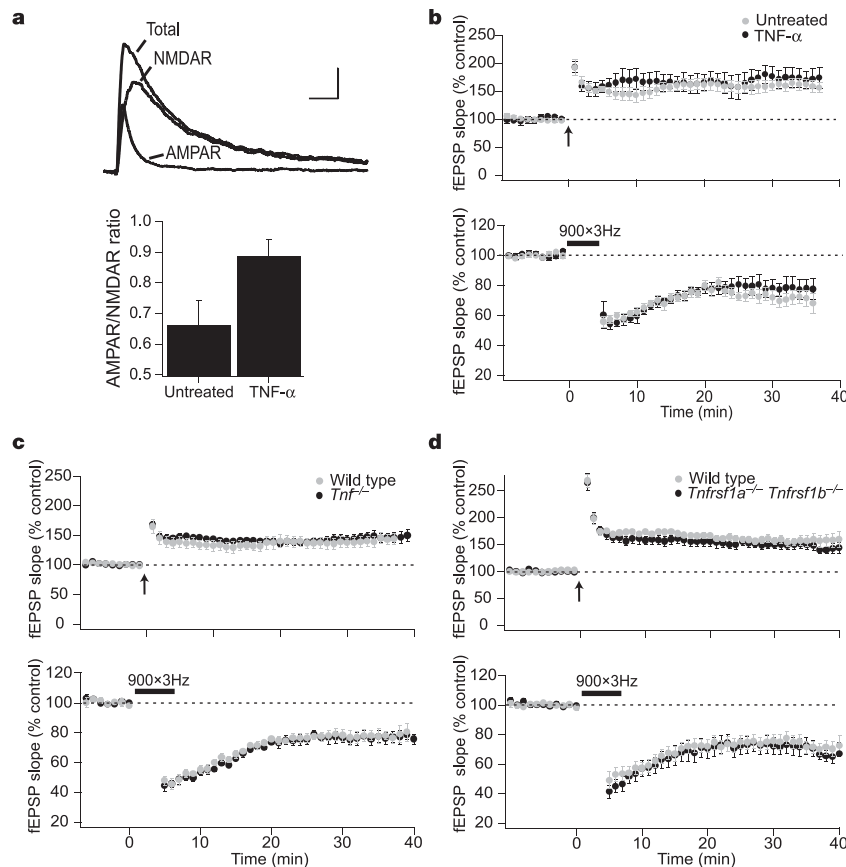 a
Total
NMDAR
AMPAR
AMPAR/NMDAR ratio
1.0
0.9
0.8
0.7
0.6
0.5
Untreated
TNF-α
b
Untreated
TNF-α
fEPSP slope (% control)
200
150
100
50
0
fEPSP slope (% control)
120
100
80
60
40
20
900×3Hz
0
10
20
30
40
Time (min)
c
Wild type
Tnf–/–
fEPSP slope (% control)
250
200
150
100
50
0
fEPSP slope (% control)
120
100
80
60
40
20
900×3Hz
0
10
20
30
40
Time (min)
d
Wild type
Tnfrsf1a–/– Tnfrsf1b–/–
fEPSP slope (% control)
250
200
150
100
50
0
fEPSP slope (% control)
120
100
80
60
40
20
900×3Hz
0
10
20
30
40
Time (min)